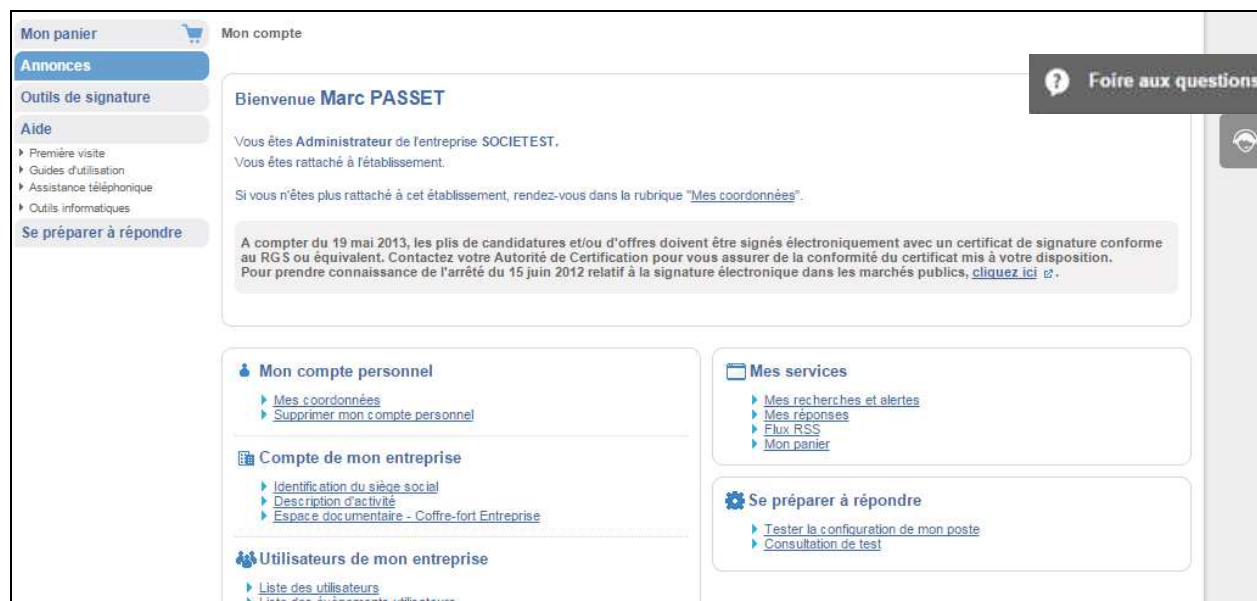 Mon panier
Annonces
Outils de signature
Aide
Première visite
Guides d'utilisation
Assistance téléphonique
Outils informatiques
Se préparer à répondre
Mon compte
Foire aux questions
Bienvenue Marc PASSET
Vous êtes Administrateur de l'entreprise SOCIETEST.
Vous êtes rattaché à l'établissement.
Si vous n'êtes plus rattaché à cet établissement, rendez-vous dans la rubrique "Mes coordonnées".
A compter du 19 mai 2013, les plis de candidatures et/ou d'offres doivent être signés électroniquement avec un certificat de signature conforme
au RGS ou équivalent. Contactez votre Autorité de Certification pour vous assurer de la conformité du certificat mis à votre disposition.
Pour prendre connaissance de l'arrêté du 15 juin 2012 relatif à la signature électronique dans les marchés publics, cliquez ici .
Mon compte personnel
Mes coordonnées
Supprimer mon compte personnel
Compte de mon entreprise
Identification du siège social
Description d'activité
Espace documentaire - Coffre-fort Entreprise
Utilisateurs de mon entreprise
Liste des utilisateurs
Mes services
Mes recherches et alertes
Mes réponses
Flux RSS
Mon panier
Se préparer à répondre
Tester la configuration de mon poste
Consultation de test